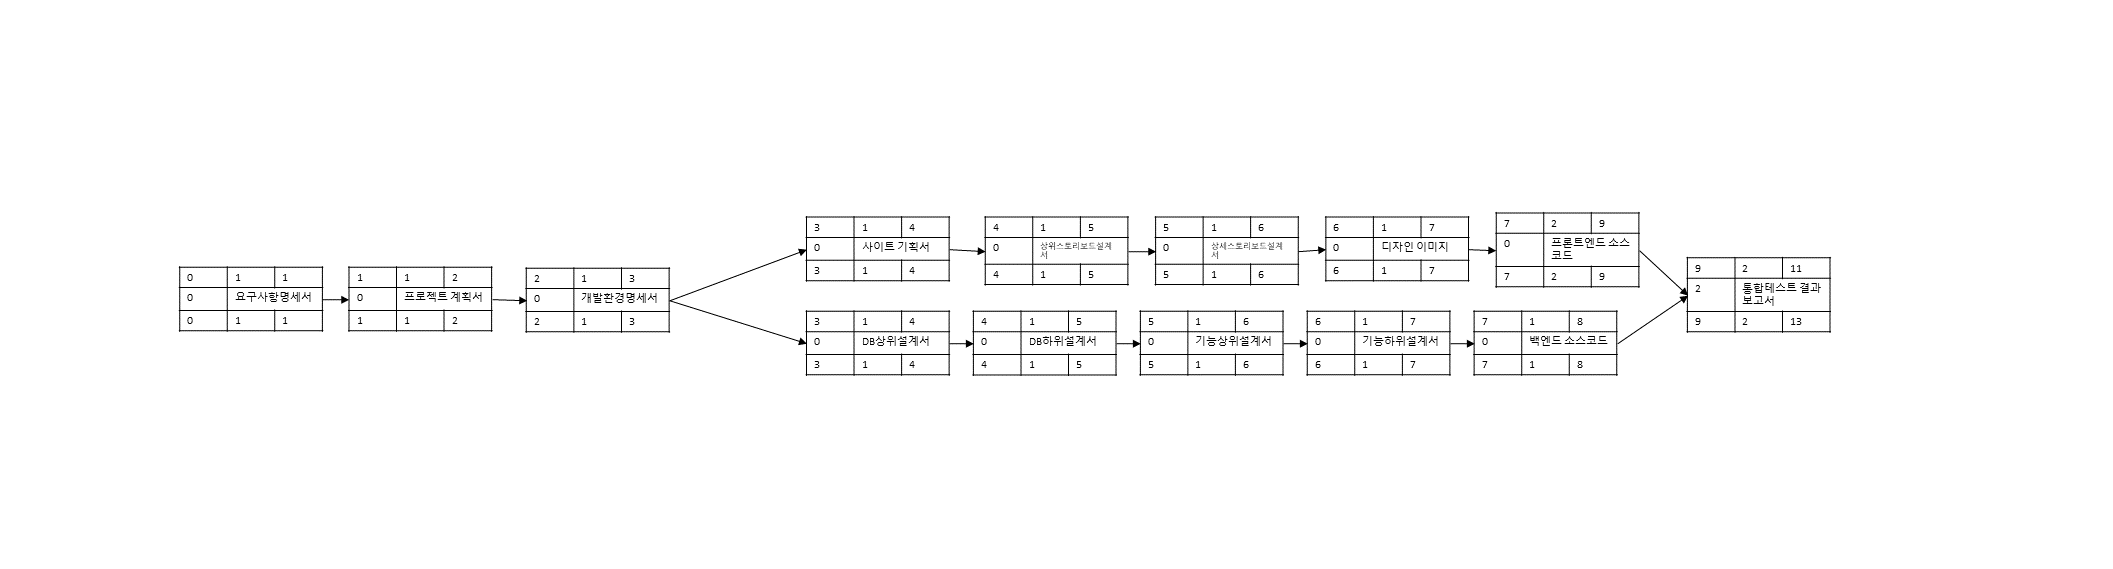 0 1 1
0 요구사항명세서
0 1 1
1 1 2
0 프로젝트 계획서
1 1 2
2 1 3
0 개발환경명세서
2 1 3
3 1 4
0 사이트 기획서
3 1 4
4 1 5
0 상위스토리보드설계
서
4 1 5
5 1 6
0 상세스토리보드설계
서
5 1 6
6 1 7
0 디자인 이미지
6 1 7
7 2 9
0 프론트엔드 소스
코드
7 2 9
3 1 4
0 DB상위설계서
3 1 4
4 1 5
0 DB하위설계서
4 1 5
5 1 6
0 기능상위설계서
5 1 6
6 1 7
0 기능하위설계서
6 1 7
7 1 8
0 백엔드 소스코드
7 1 8
9 2 11
2 통합테스트 결과
보고서
9 2 13